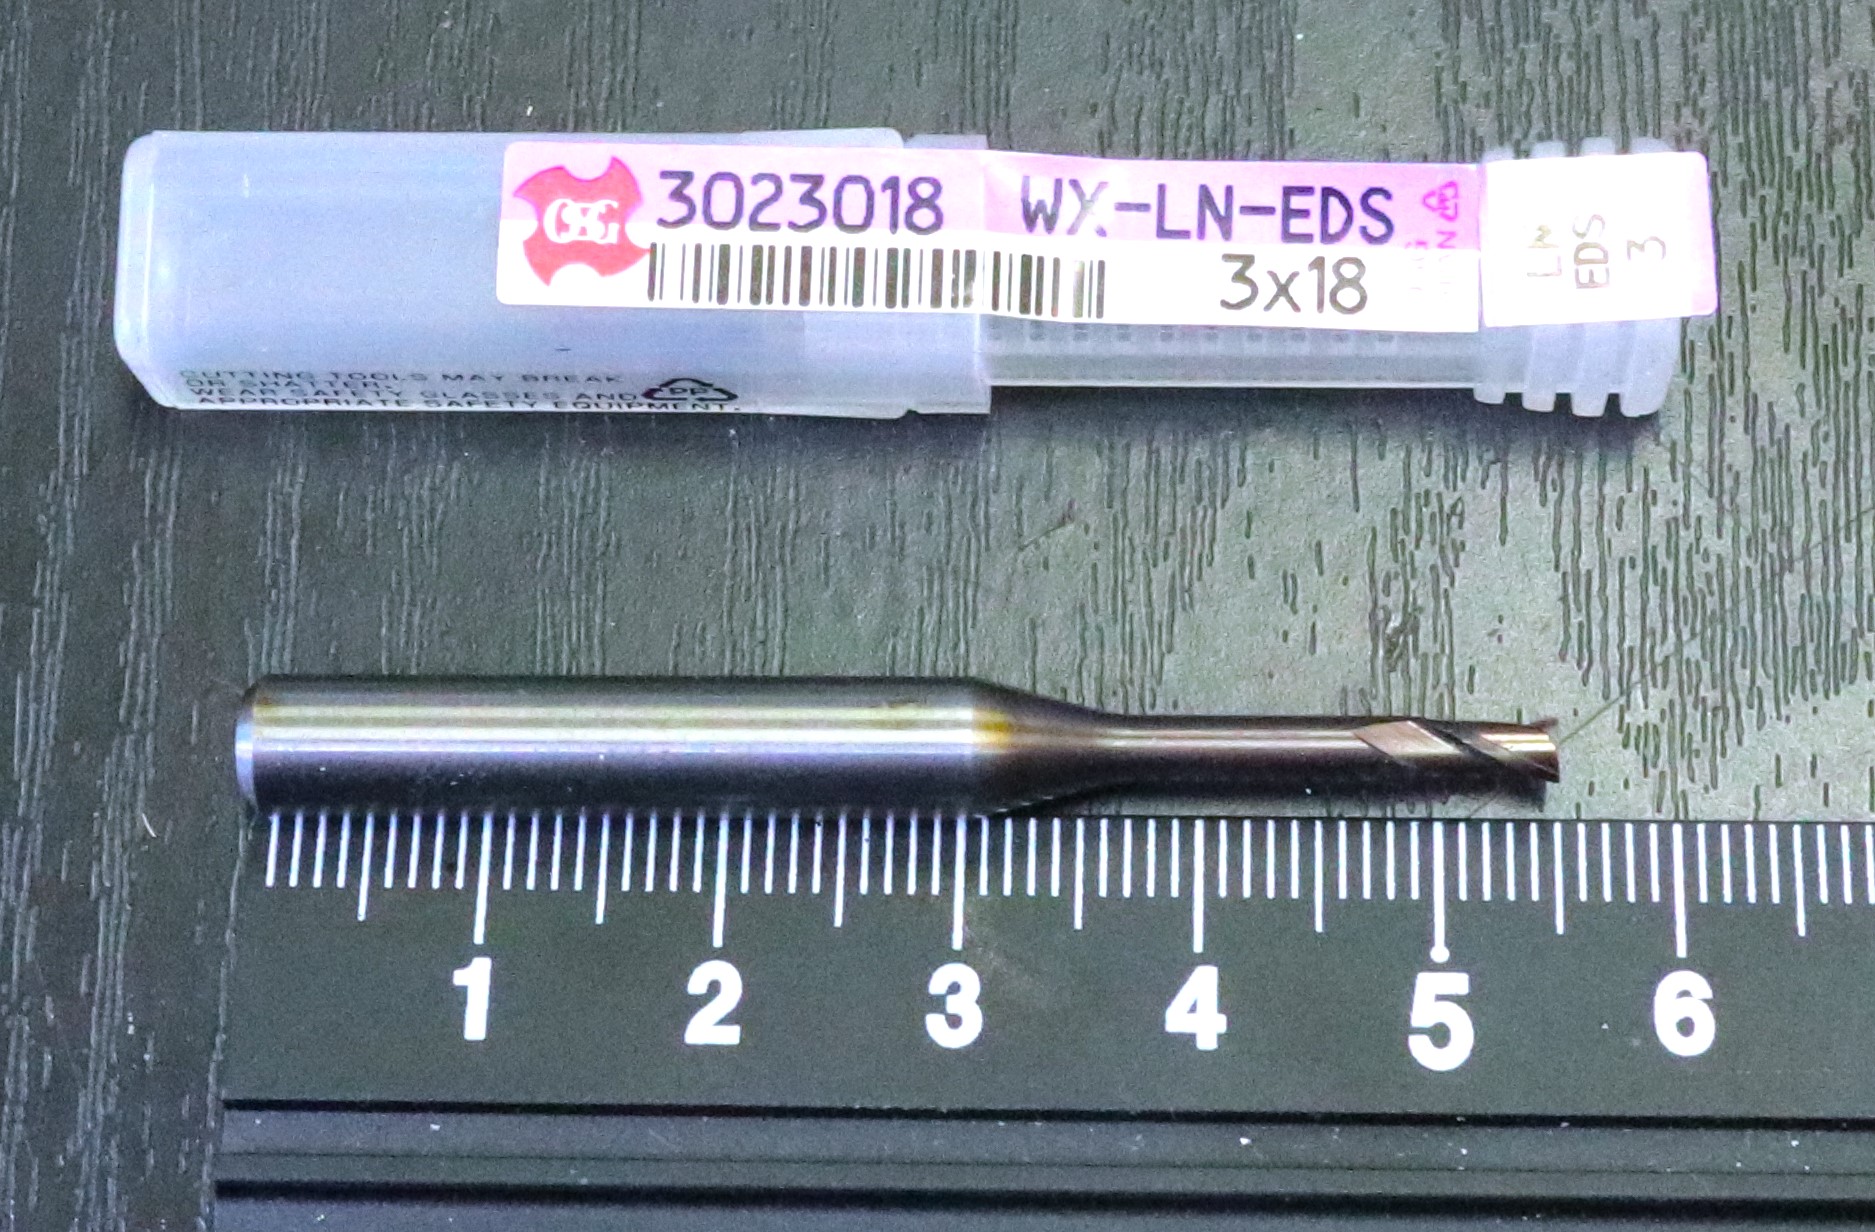 OSG 3023018 WX-LN-EDS
3x18
LN
EDS
3
CUTTING TOOLS MAY BREAK
OR SHATTER.
WEAR SAFETY GLASSES AND
APPROPRIATE SAFETY EQUIPMENT.
PP
1 2 3 4 5 6